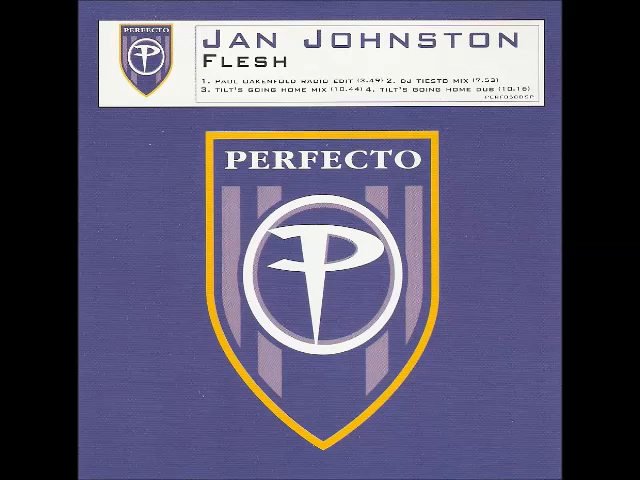 PERFECTO
JAN JOHNSTON
FLESH
1. PAUL OAKENFOLD RADIO EDIT (3.49) 2. DJ TIESTO MIX (7.53)
3. TILT'S GOING HOME MIX (10.44) 4. TILT'S GOING HOME DUB (10.16)
PERFECTO